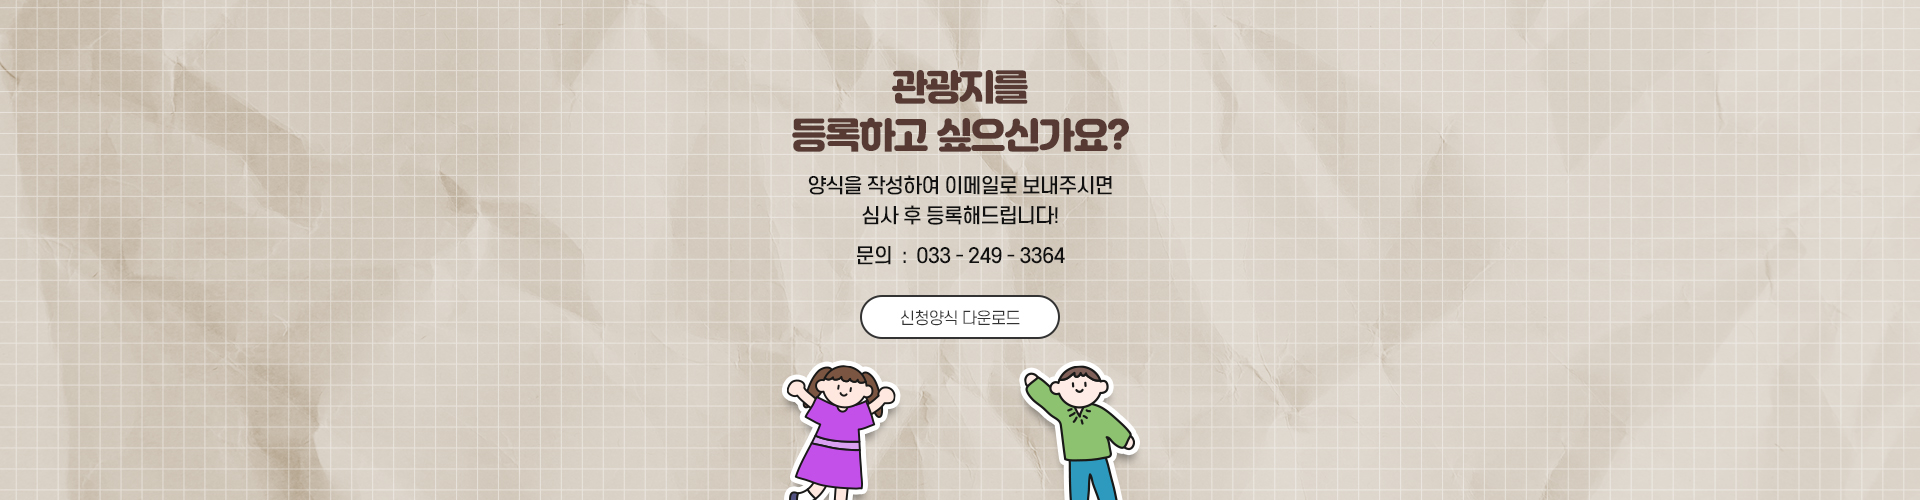 관광지를
등록하고 싶으신가요?
양식을 작성하여 이메일로 보내주시면
심사 후 등록해드립니다!
문의 : 033 - 249 - 3364
신청양식 다운로드